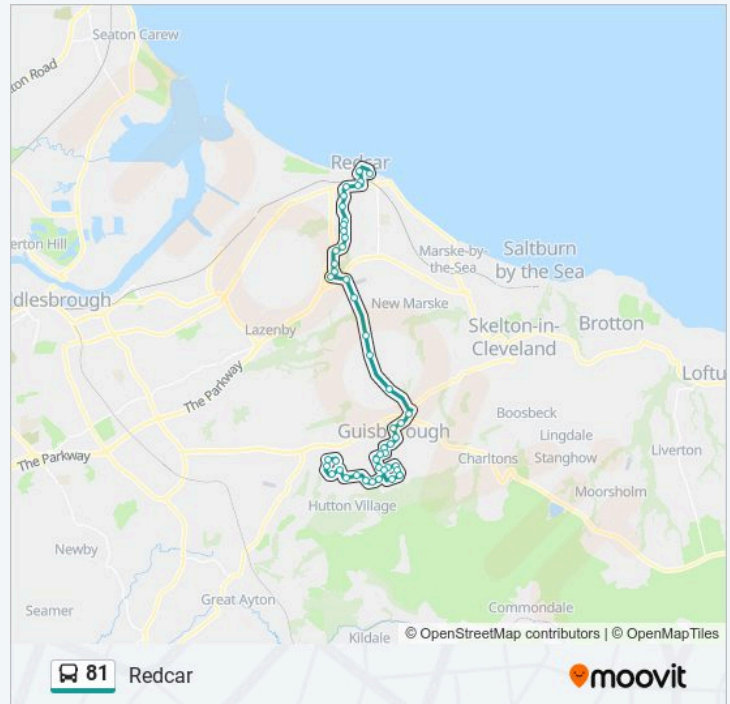 Seaton Carew
ton Road
Redcar
erton Hill
Saltburn
by the Sea
Marske-by-
the-Sea
dlesbrough
New Marske
Skelton-in-
Cleveland
Brotton
Lazenby
Loftu
The Parkway
Boosbeck
Guisbrough
Lingdale
The Parkway
Charltons
Stanghow
Liverton
Moorsholm
Hutton Village
Newby
Great Ayton
Seamer
Commondale
Kildale
© OpenStreetMap contributors | © OpenMapTiles
81 Redcar
moovit